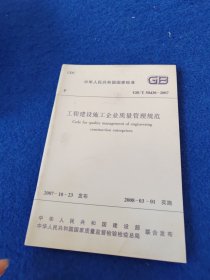 UDC
中华人民共和国国家标准
GB
P
GB/T 50430-2007
工程建设施工企业质量管理规范
Code for quality management of engineering
construction enterprises
2007-10-23 发布
2008-03-01 实施
中华人民共和国建设部
中华人民共和国国家质量监督检验检疫总局
联合发布